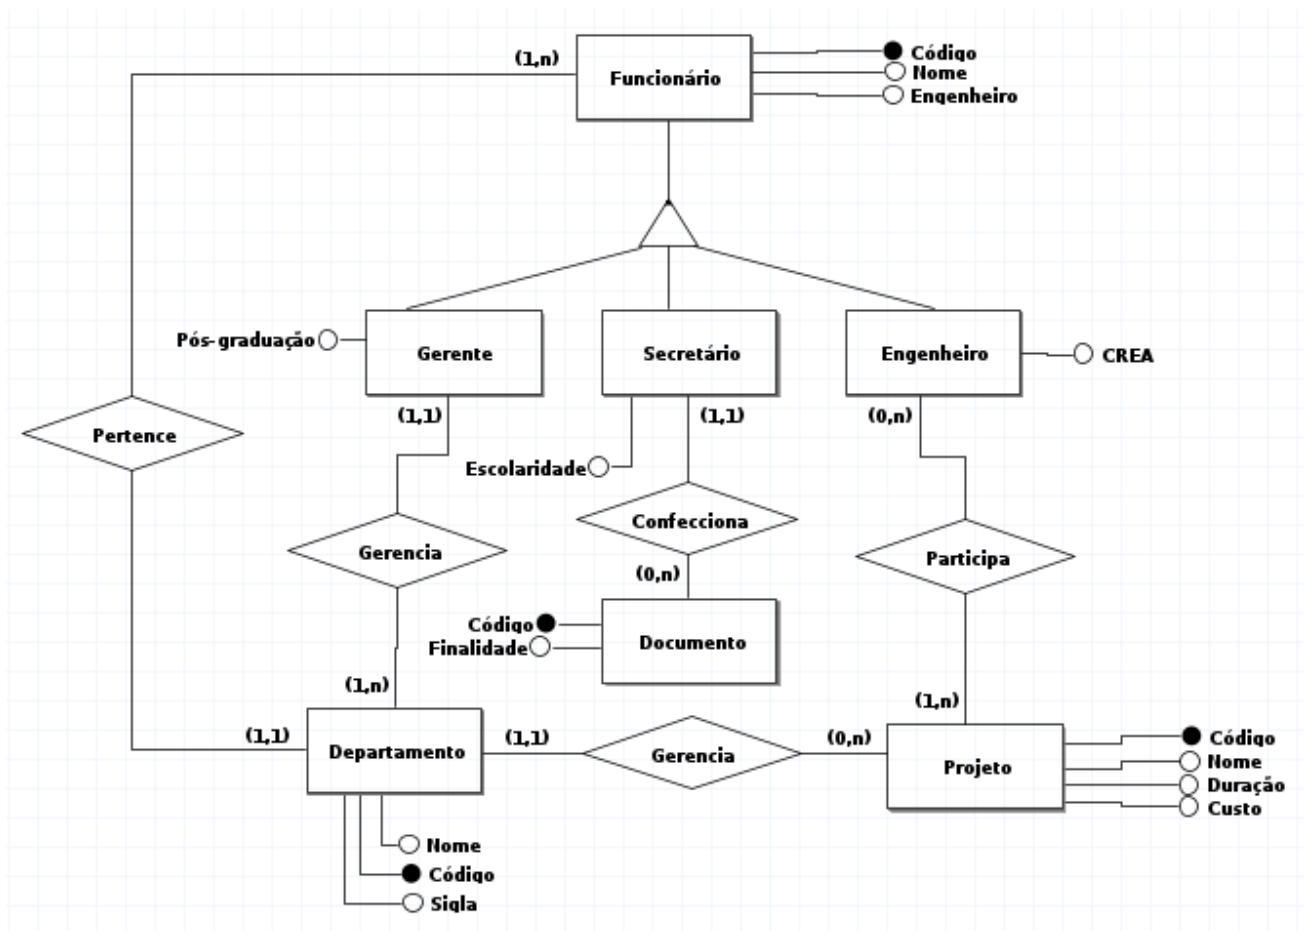 (1,n)
Funcionário
Código
Nome
Engenheiro
Pós-graduação
Gerente
Secretário
Engenheiro
CREA
(1,1)
(1,1)
(0,n)
Pertence
Escolaridade
Confecciona
Gerencia
Participa
(0,n)
Código
Finalidade
Documento
(1,n)
(1,n)
(1,1)
Departamento
(1,1)
Gerencia
(0,n)
Projeto
Código
Nome
Duração
Custo
Nome
Código
Sigla